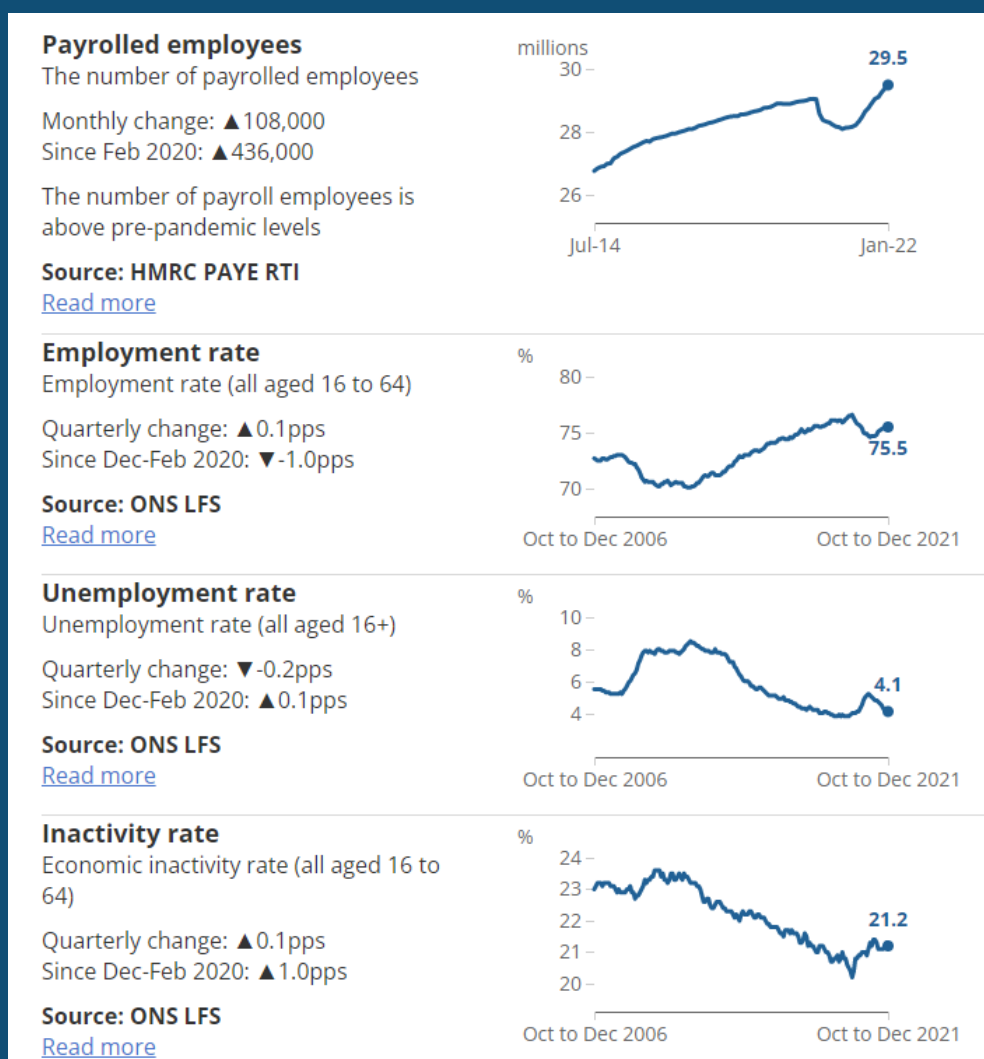 Payrolled employees
The number of payrolled employees
Monthly change: ▲108,000
Since Feb 2020: ▲436,000
The number of payroll employees is
above pre-pandemic levels
Source: HMRC PAYE RTI
Read more
millions
30
28
26
29.5
Jul-14
Jan-22
Employment rate
Employment rate (all aged 16 to 64)
Quarterly change: ▲0.1pps
Since Dec-Feb 2020: ▼-1.0pps
Source: ONS LFS
Read more
%
80
75
70
75.5
Oct to Dec 2006
Oct to Dec 2021
Unemployment rate
Unemployment rate (all aged 16+)
Quarterly change: ▼-0.2pps
Since Dec-Feb 2020: ▲0.1pps
Source: ONS LFS
Read more
%
10
8
6
4
4.1
Oct to Dec 2006
Oct to Dec 2021
Inactivity rate
Economic inactivity rate (all aged 16 to
64)
Quarterly change: ▲0.1pps
Since Dec-Feb 2020: ▲1.0pps
Source: ONS LFS
Read more
%
24
23
22
21
20
21.2
Oct to Dec 2006
Oct to Dec 2021